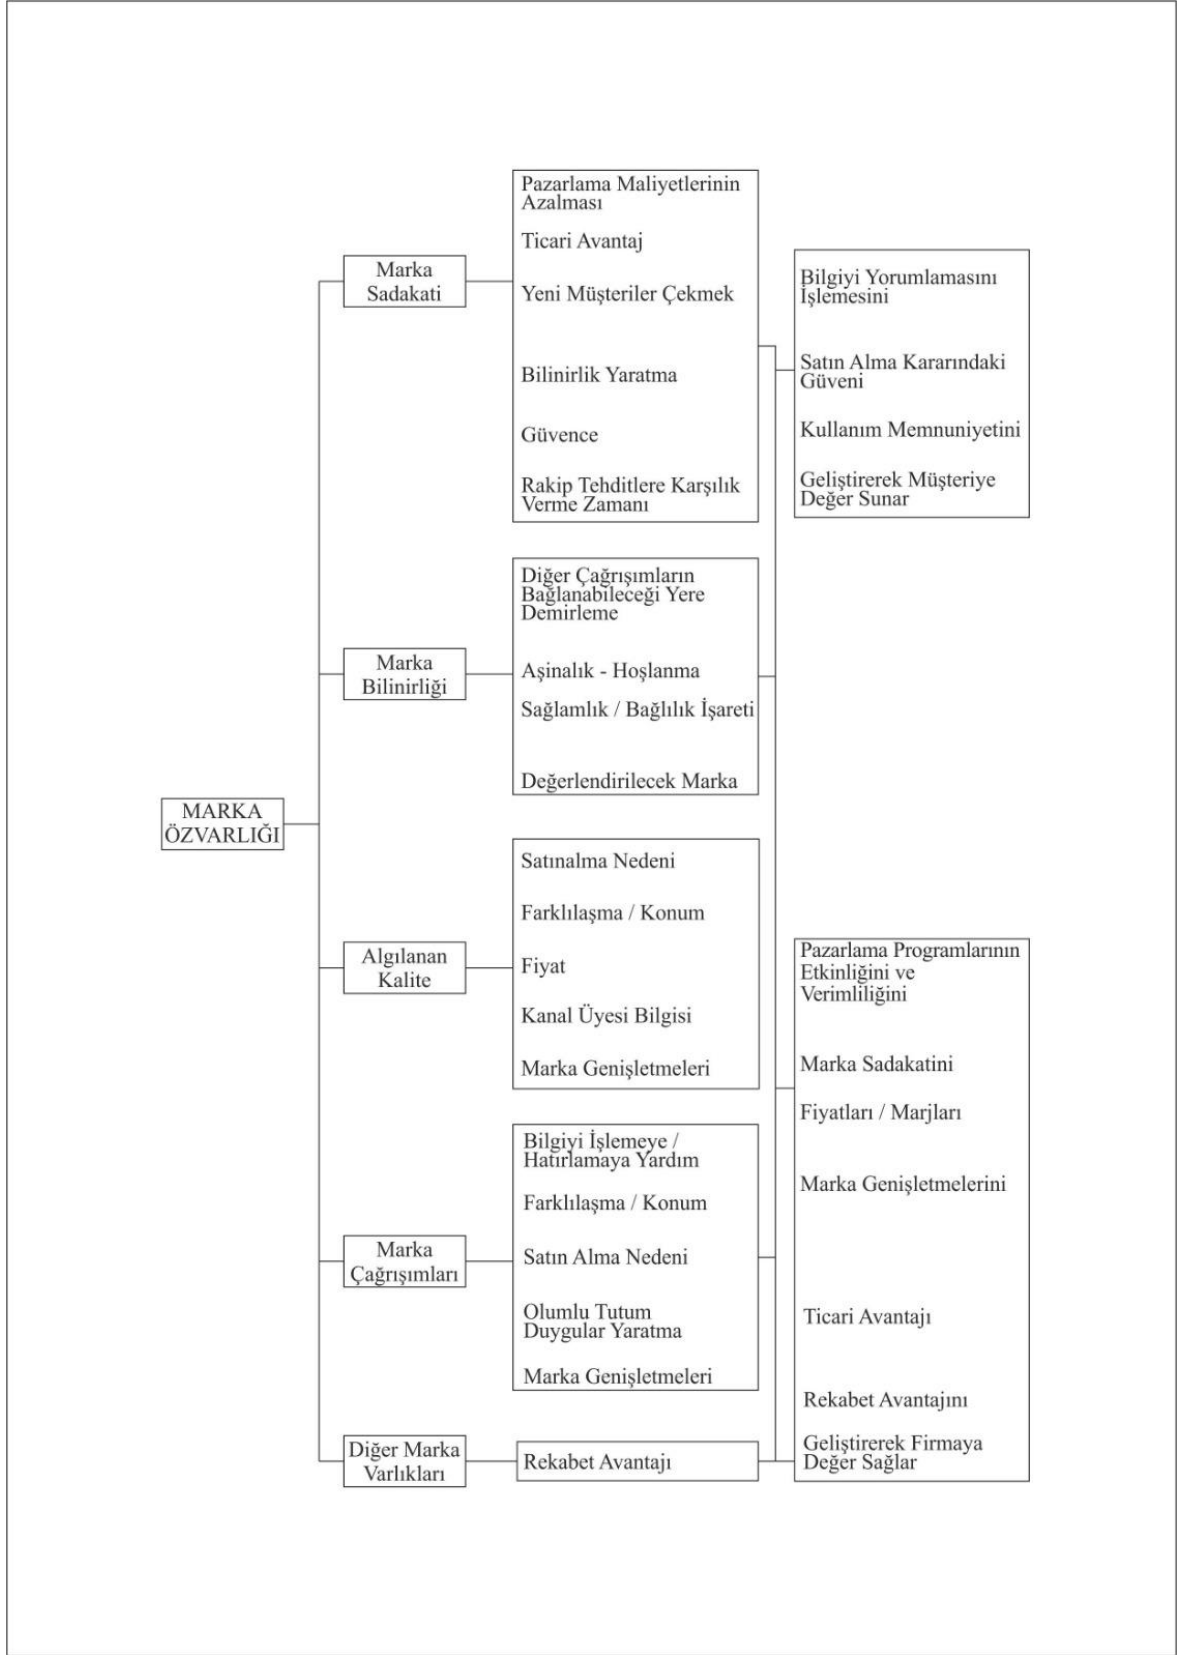 MARKA
ÖZVARLIĞI
Marka
Sadakati
Pazarlama Maliyetlerinin
Azalması
Ticari Avantaj
Yeni Müşteriler Çekmek
Bilinirlik Yaratma
Güvence
Rakip Tehditlere Karşılık
Verme Zamanı
Marka
Bilinirliği
Diğer Çağrışımların
Bağlanabileceği Yere
Demirleme
Aşinalık - Hoşlanma
Sağlamlık / Bağlılık İşareti
Değerlendirilecek Marka
Algılanan
Kalite
Satınalma Nedeni
Farklılaşma / Konum
Fiyat
Kanal Üyesi Bilgisi
Marka Genişletmeleri
Marka
Çağrışımları
Bilgiyi İşlemeye /
Hatırlamaya Yardım
Farklılaşma / Konum
Satın Alma Nedeni
Olumlu Tutum
Duygular Yaratma
Marka Genişletmeleri
Diğer Marka
Varlıkları
Rekabet Avantajı
Bilgiyi Yorumlamasını
İşlemesini
Satın Alma Kararındaki
Güveni
Kullanım Memnuniyetini
Geliştirerek Müşteriye
Değer Sunar
Pazarlama Programlarının
Etkinliğini ve
Verimliliğini
Marka Sadakatini
Fiyatları / Marjları
Marka Genişletmelerini
Ticari Avantajı
Rekabet Avantajını
Geliştirerek Firmaya
Değer Sağlar